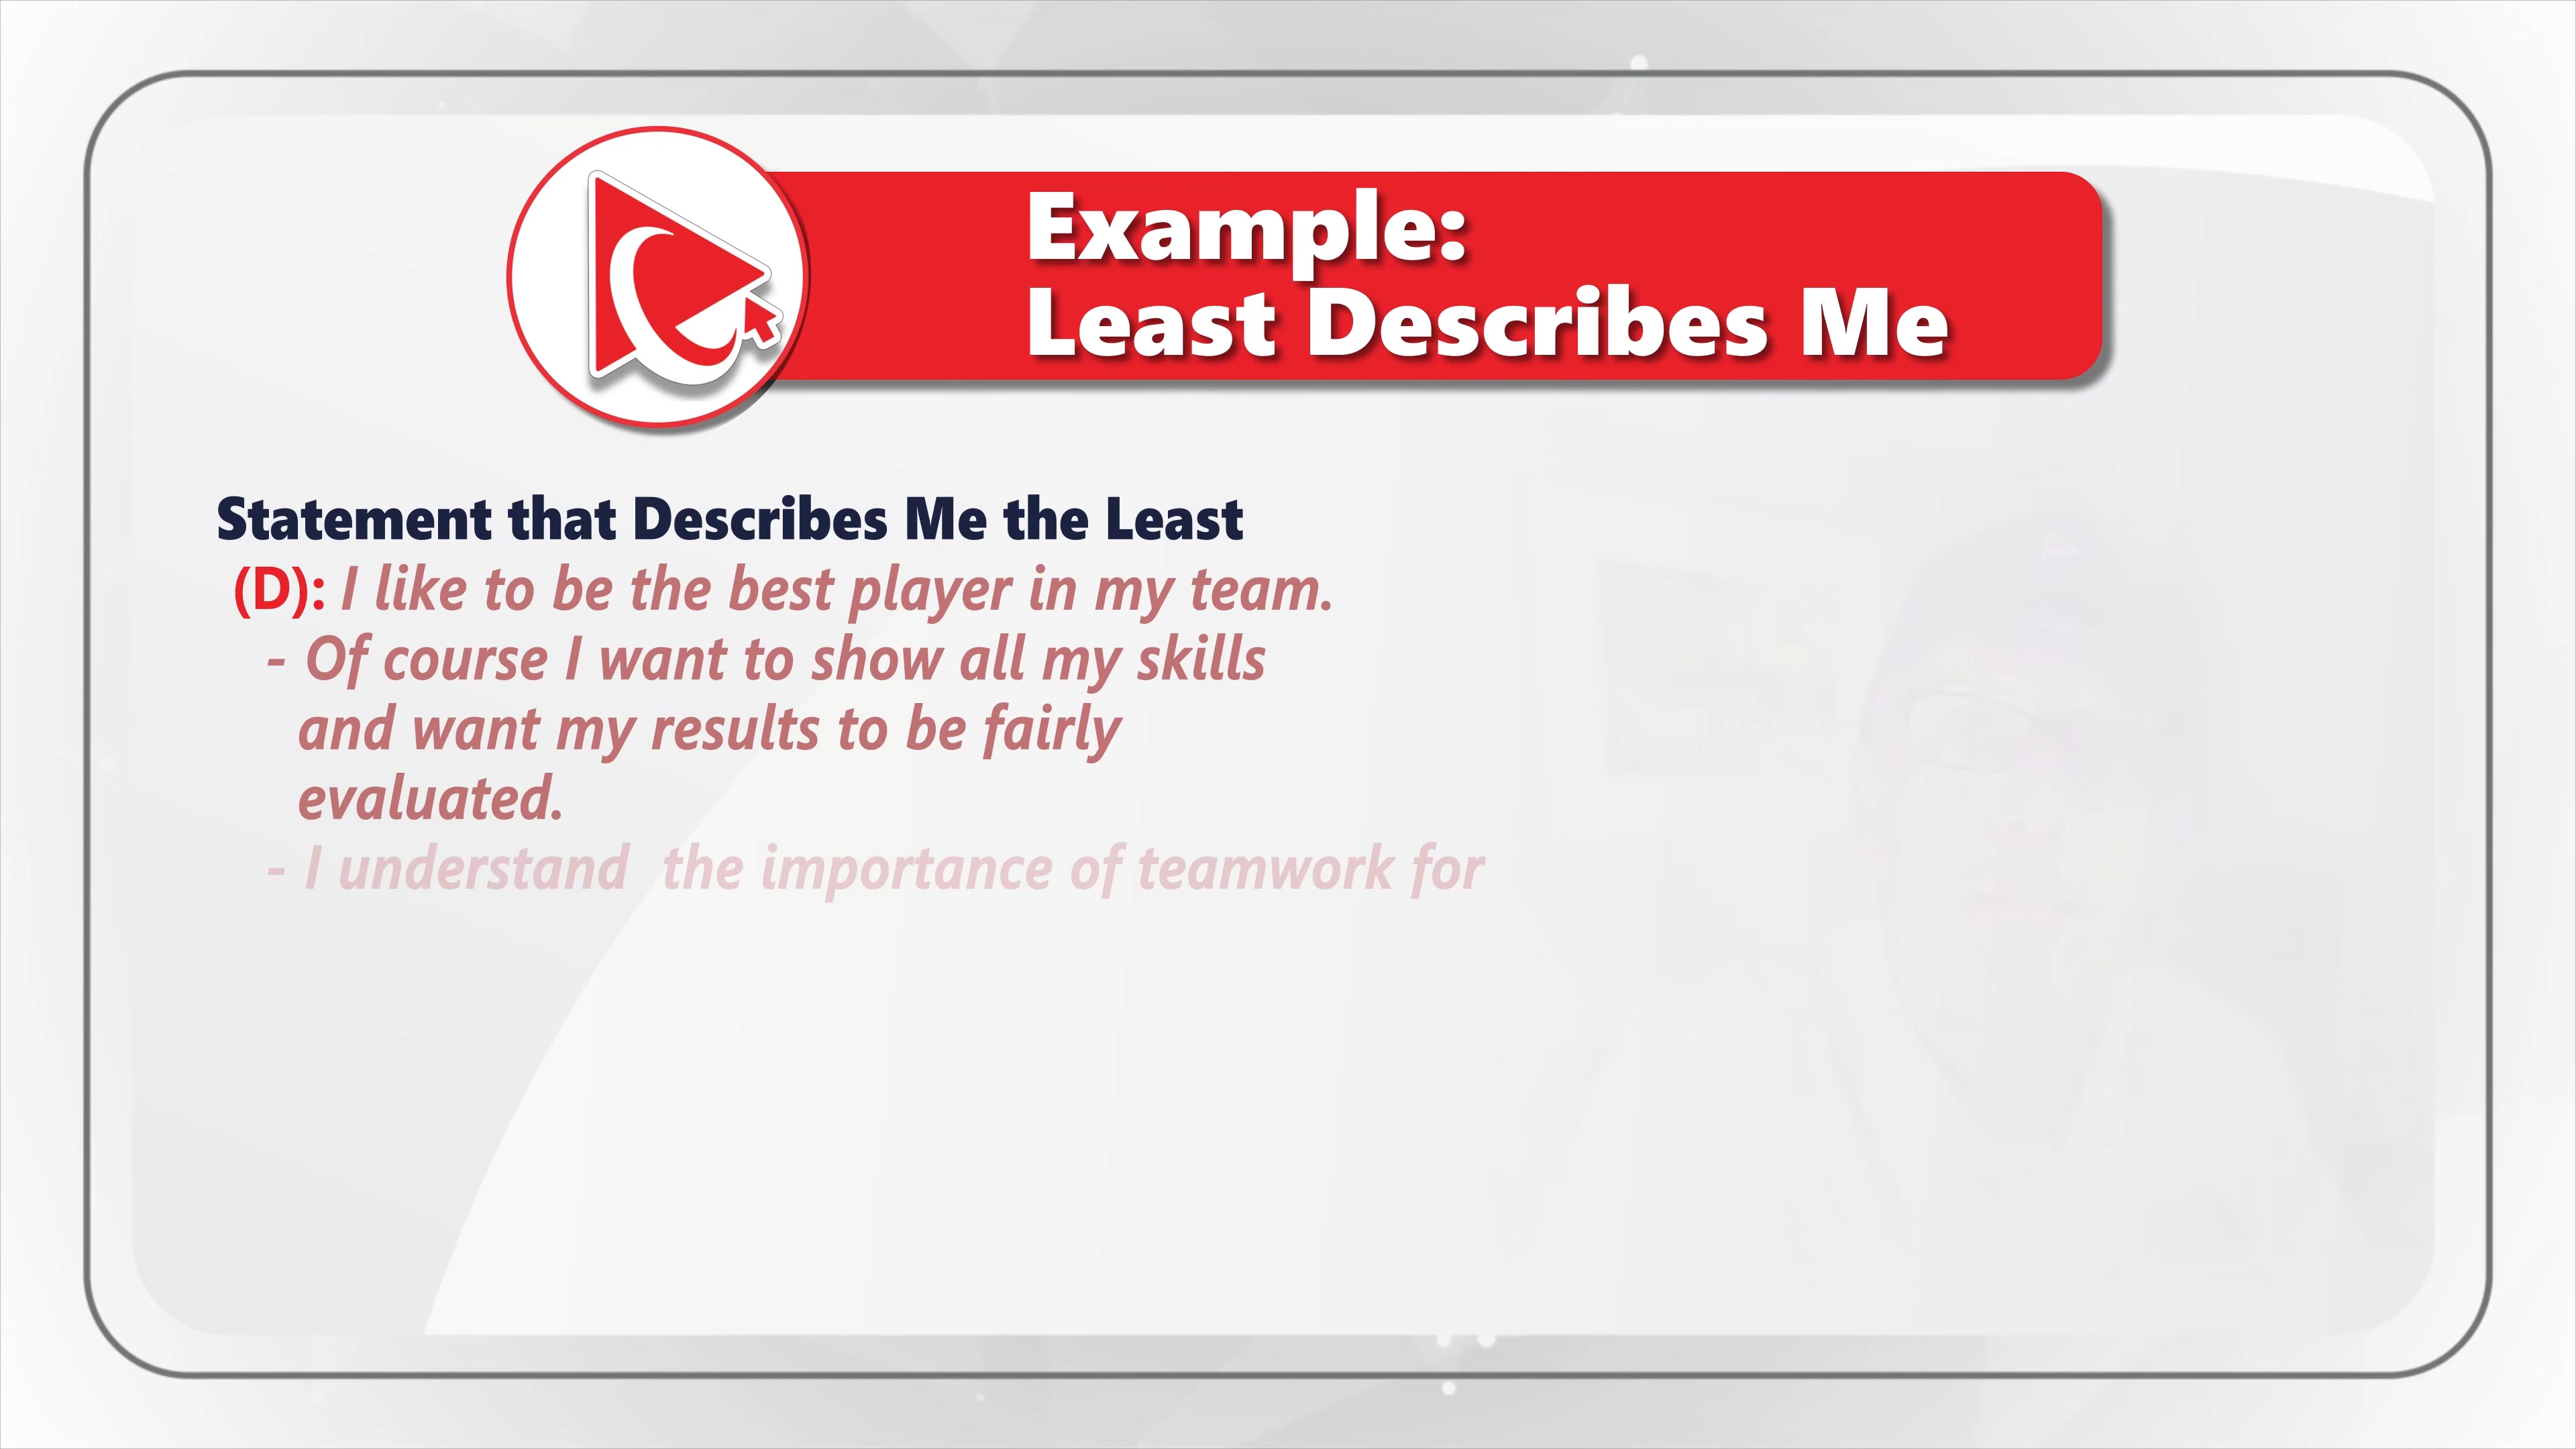 Example:
Least Describes Me
Statement that Describes Me the Least
(D): I like to be the best player in my team.
- Of course I want to show all my skills
and want my results to be fairly
evaluated.
- I understand the importance of teamwork for